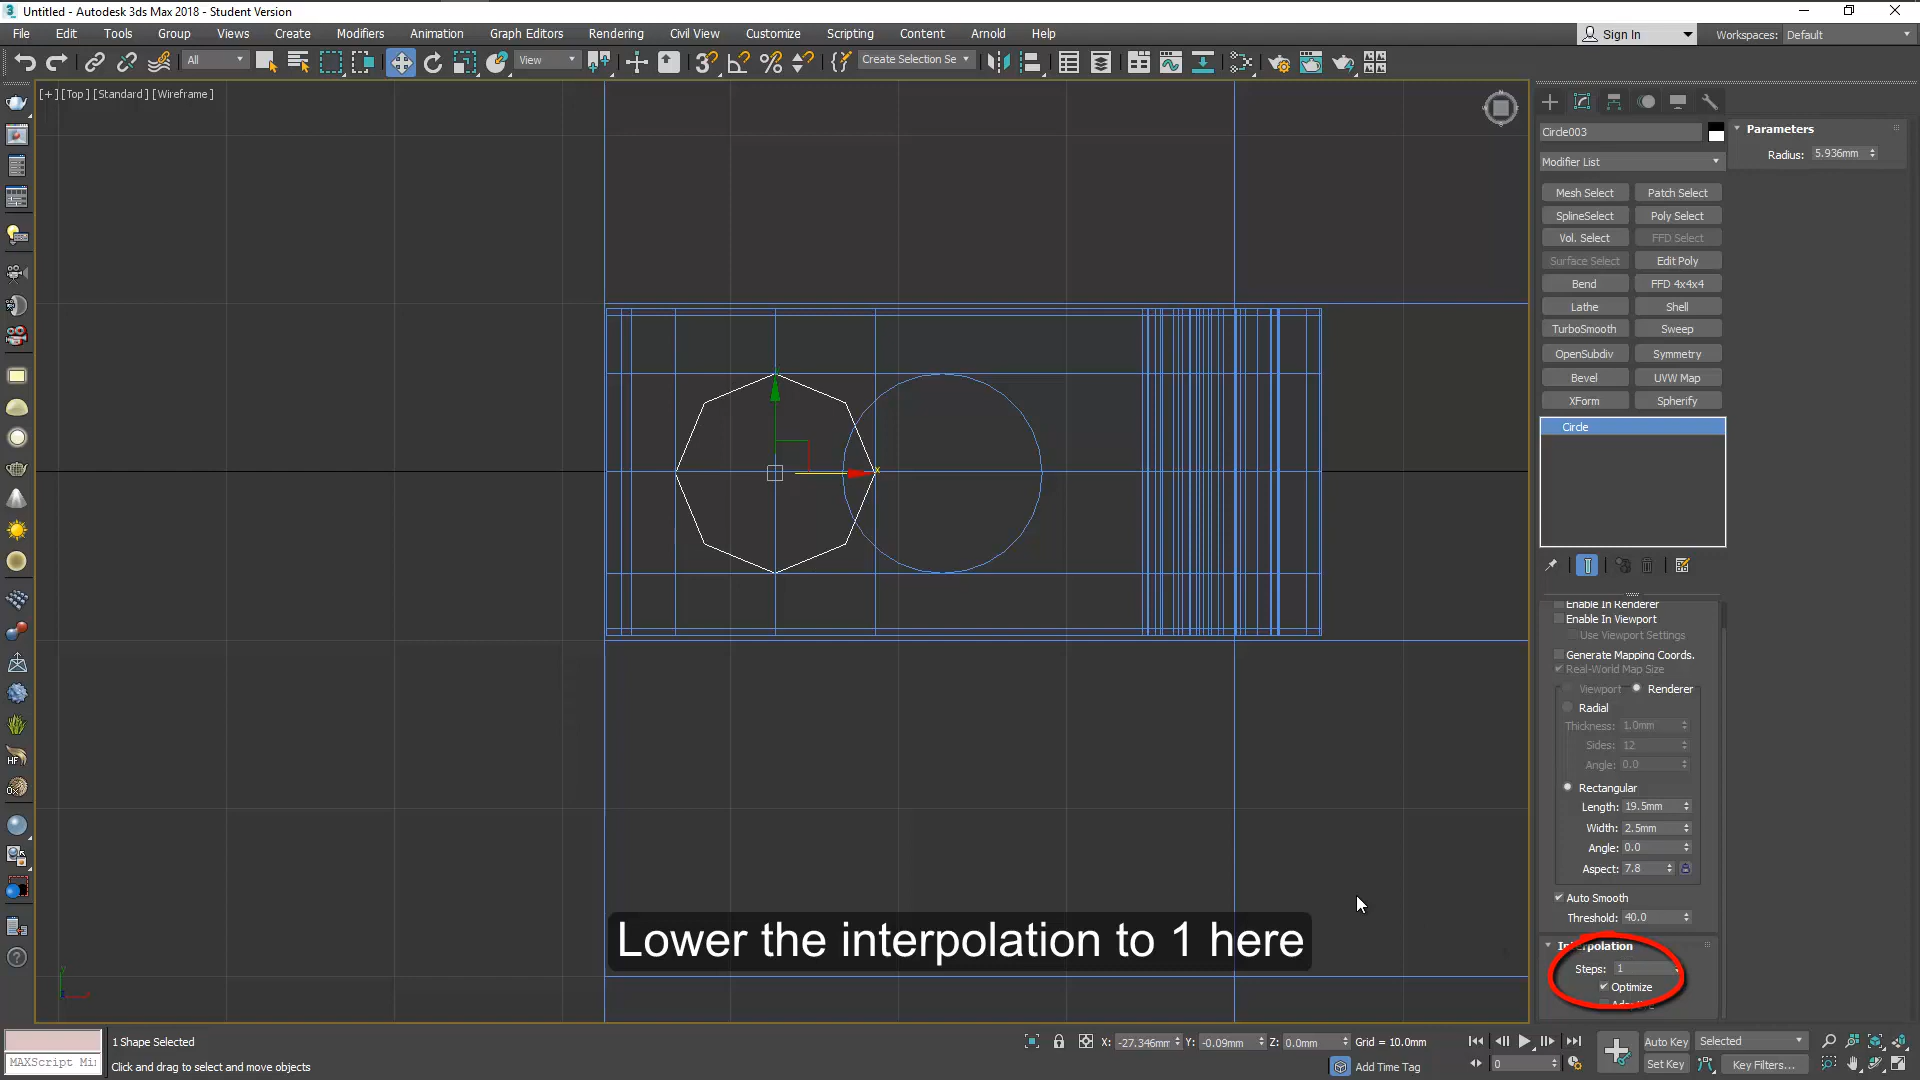 3 Untitled - Autodesk 3ds Max 2018 - Student Version
File Edit Tools Group Views Create Modifiers Animation Graph Editors Rendering Civil View Customize Scripting Content Arnold Help
Sign In Workspaces: Default
All View Create Selection Se
[+] [Top] [Standard] [Wireframe]
Circle003
Parameters
Radius: 5.936mm
Modifier List
Mesh Select Patch Select
SplineSelect Poly Select
Vol. Select FFD Select
Surface Select Edit Poly
Bend FFD 4x4x4
Lathe Shell
TurboSmooth Sweep
OpenSubdiv Symmetry
Bevel UVW Map
XForm Spherify
Circle
x
Enable In Renderer
Enable In Viewport
Use Viewport Settings
Generate Mapping Coords.
Real-World Map Size
Viewport Renderer
Radial
Thickness: 1.0mm
Sides: 12
Angle: 0.0
Rectangular
Length: 19.5mm
Width: 2.5mm
Angle: 0.0
Aspect: 7.8
Auto Smooth
Threshold: 40.0
Interpolation
Steps: 1
Optimize
Lower the interpolation to 1 here
1 Shape Selected
Click and drag to select and move objects
MAXScript Mi
X: -27.346mm Y: -0.09mm Z: 0.0mm Grid = 10.0mm
Add Time Tag
0
Auto Key Selected
Set Key Key Filters...